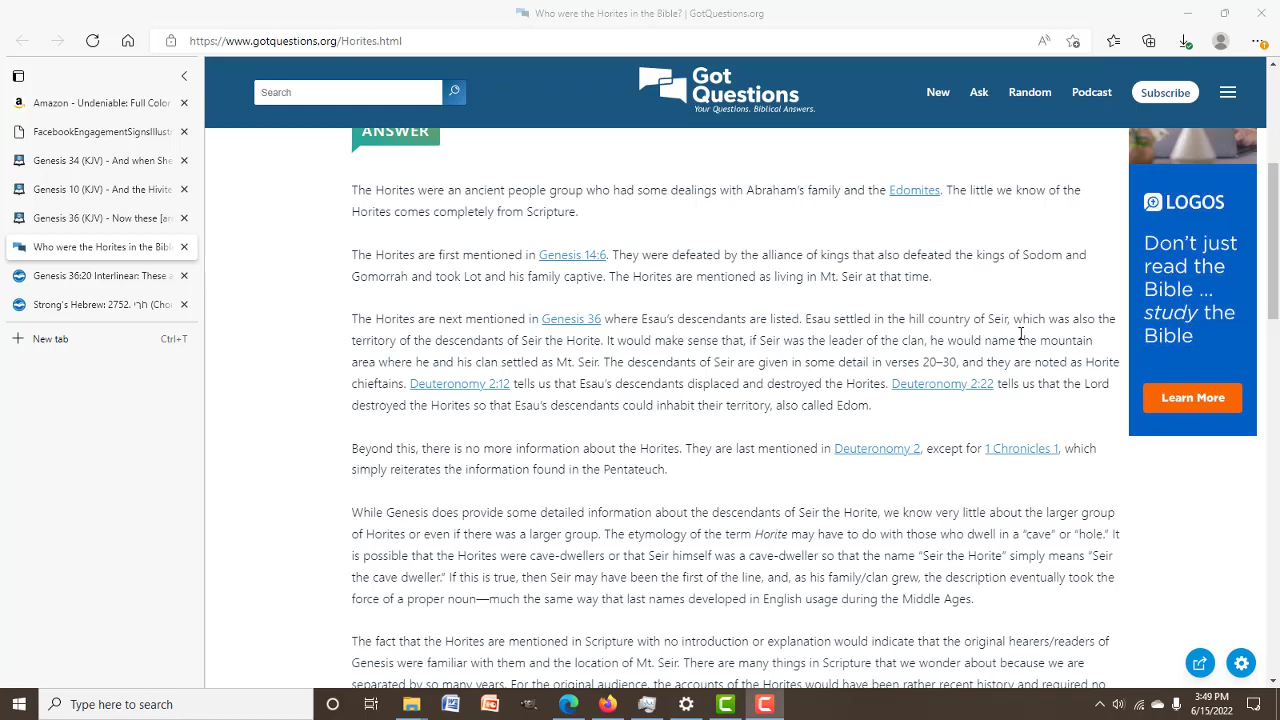 Who were the Horites in the Bible? | GotQuestions.org
https://www.gotquestions.org/Horites.html
Amazon - Undeniable: Full Color
FacebookEngagementSignsIllust
Genesis 34 (KJV) - And when She
Genesis 10 (KJV) - And the Hivite
Genesis 36 (KJV) - Now these [ar
Who were the Horites in the Bibl
Genesis 36:20 Interlinear: These a
Strong's Hebrew: 2752. חֹרִי (Cho
New tab Ctrl+T
Search
Got Questions
Your Questions. Biblical Answers.
New Ask Random Podcast Subscribe
ANSWER
The Horites were an ancient people group who had some dealings with Abraham's family and the Edomites. The little we know of the
Horites comes completely from Scripture.
The Horites are first mentioned in Genesis 14:6. They were defeated by the alliance of kings that also defeated the kings of Sodom and
Gomorrah and took Lot and his family captive. The Horites are mentioned as living in Mt. Seir at that time.
The Horites are next mentioned in Genesis 36 where Esau's descendants are listed. Esau settled in the hill country of Seir, which was also the
territory of the descendants of Seir the Horite. It would make sense that, if Seir was the leader of the clan, he would name the mountain
area where he and his clan settled as Mt. Seir. The descendants of Seir are given in some detail in verses 20–30, and they are noted as Horite
chieftains. Deuteronomy 2:12 tells us that Esau's descendants displaced and destroyed the Horites. Deuteronomy 2:22 tells us that the Lord
destroyed the Horites so that Esau's descendants could inhabit their territory, also called Edom.
Beyond this, there is no more information about the Horites. They are last mentioned in Deuteronomy 2, except for 1 Chronicles 1, which
simply reiterates the information found in the Pentateuch.
While Genesis does provide some detailed information about the descendants of Seir the Horite, we know very little about the larger group
of Horites or even if there was a larger group. The etymology of the term Horite may have to do with those who dwell in a “cave” or “hole.” It
is possible that the Horites were cave-dwellers or that Seir himself was a cave-dweller so that the name “Seir the Horite” simply means “Seir
the cave dweller.” If this is true, then Seir may have been the first of the line, and, as his family/clan grew, the description eventually took the
force of a proper noun—much the same way that last names developed in English usage during the Middle Ages.
The fact that the Horites are mentioned in Scripture with no introduction or explanation would indicate that the original hearers/readers of
Genesis were familiar with them and the location of Mt. Seir. There are many things in Scripture that we wonder about because we are
separated by so many years. For the original audience, the accounts of the Horites would have been rather recent history and required no
LOGOS
Don't just
read the
Bible ...
study the
Bible
Learn More
Type here to search
3:49 PM
6/15/2022